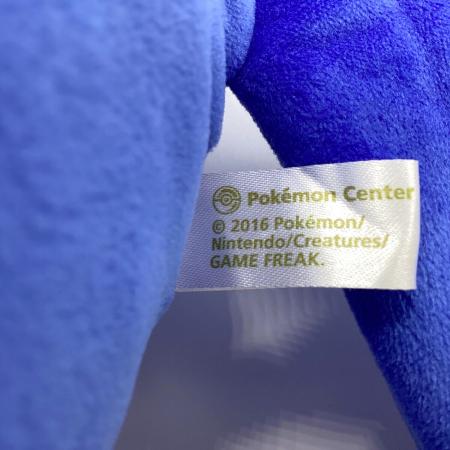 Pokémon Center
© 2016 Pokémon/
Nintendo/Creatures/
GAME FREAK.